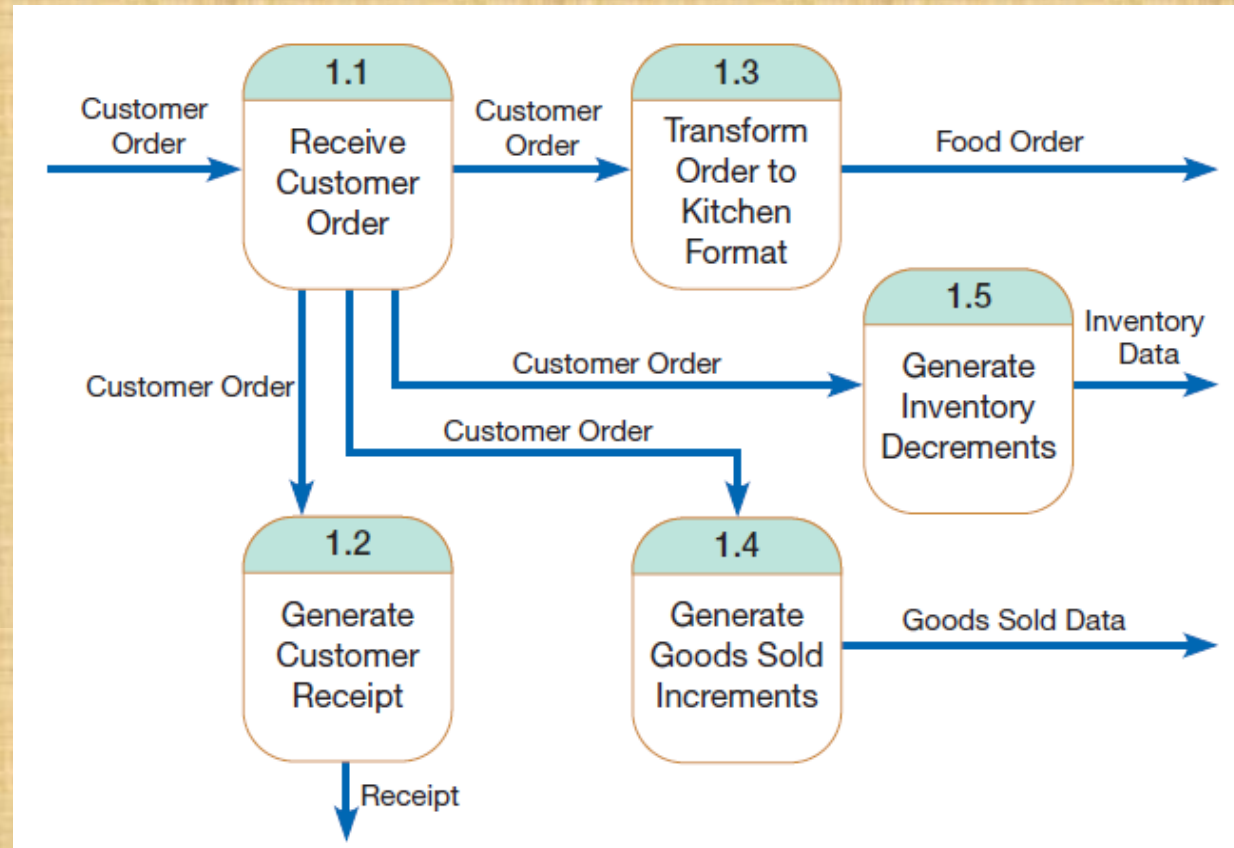 1.1
Receive
Customer
Order
Customer
Order
Customer
Order
1.3
Transform
Order to
Kitchen
Format
Food Order
1.5
Generate
Inventory
Decrements
Inventory
Data
Customer Order
Customer Order
Customer Order
1.2
Generate
Customer
Receipt
1.4
Generate
Goods Sold
Increments
Goods Sold Data
Receipt